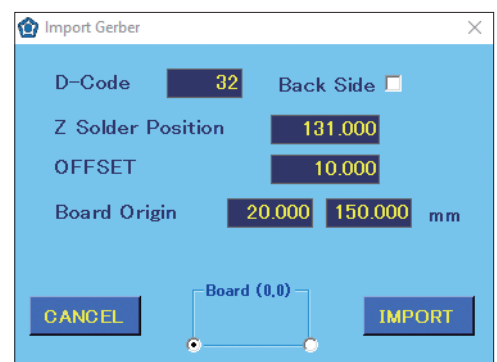 Import Gerber
D-Code 32 Back Side
Z Solder Position 131.000
OFFSET 10.000
Board Origin 20.000 150.000 mm
Board (0,0)
CANCEL IMPORT